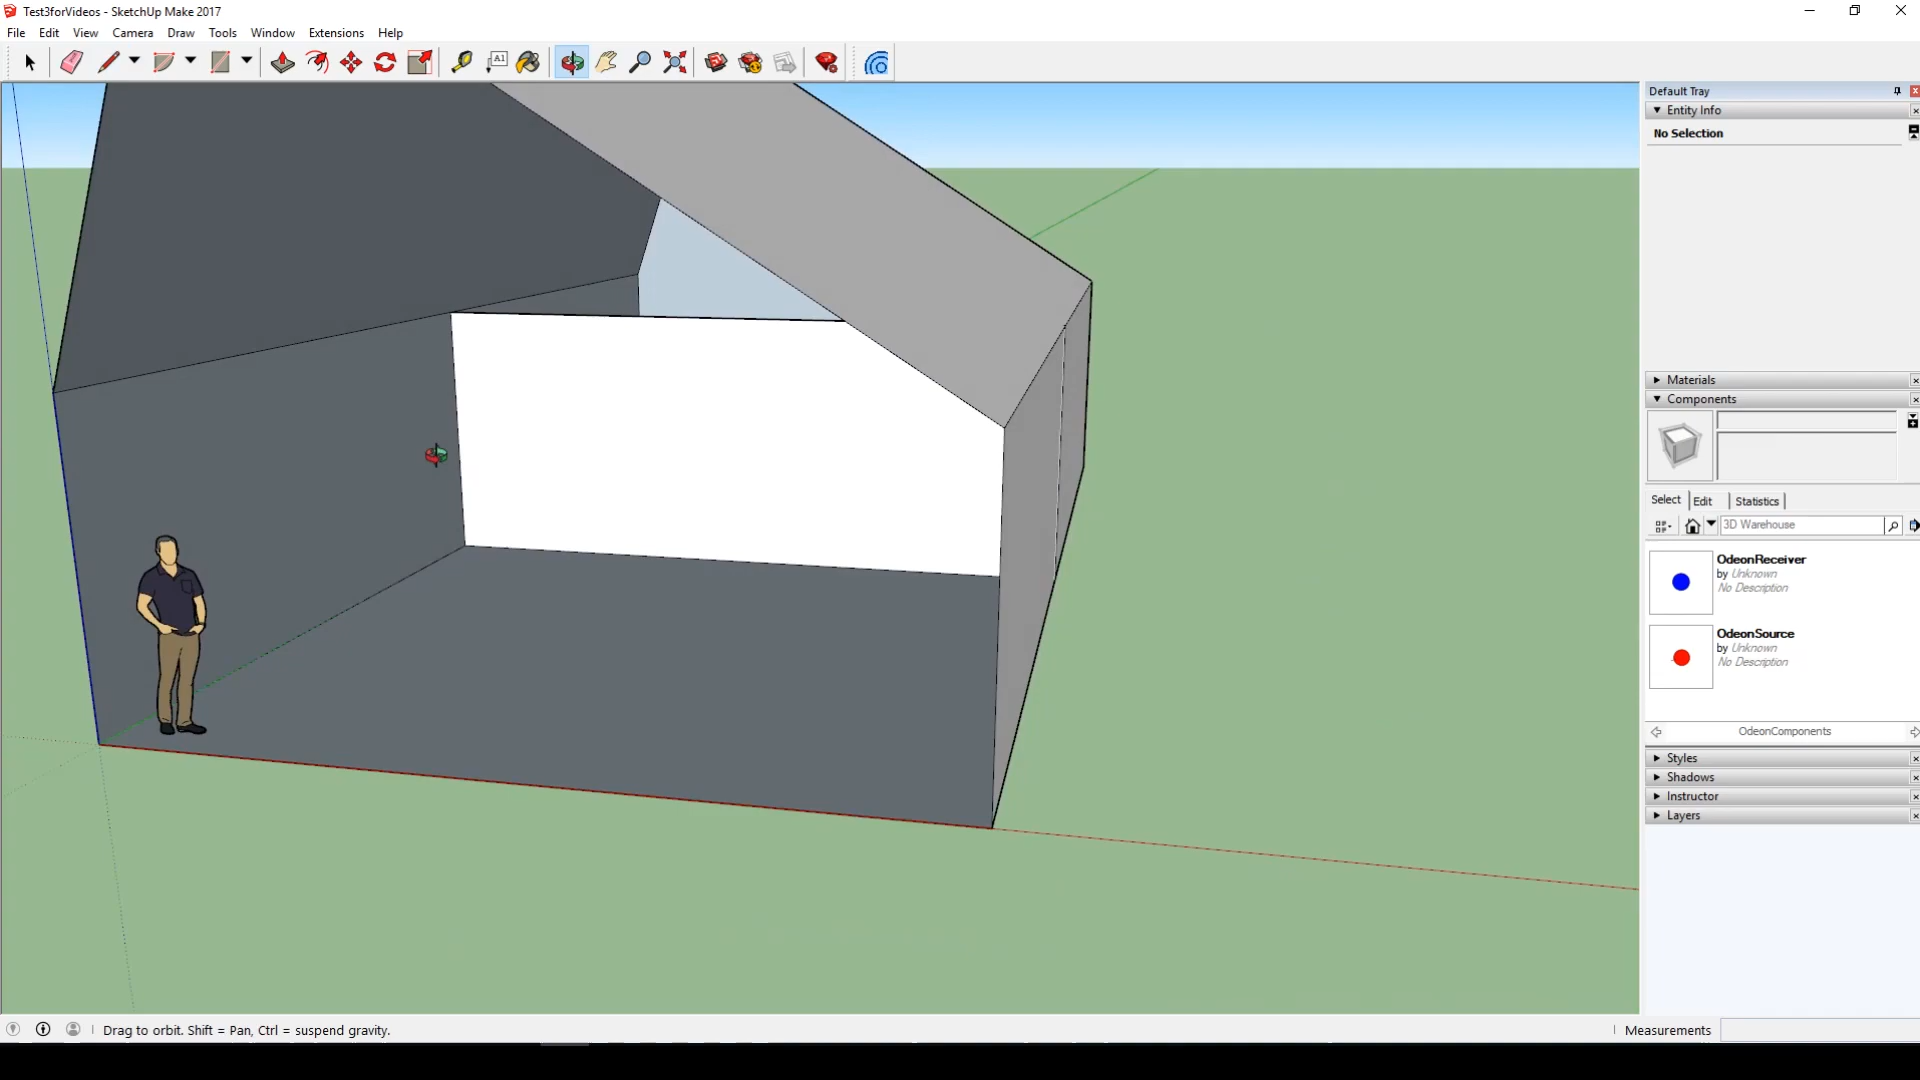 Test3forVideos - SketchUp Make 2017
File Edit View Camera Draw Tools Window Extensions Help
A1
Default Tray
Entity Info
No Selection
Materials
Components
Select Edit Statistics
3D Warehouse
OdeonReceiver
by Unknown
No Description
OdeonSource
by Unknown
No Description
OdeonComponents
Styles
Shadows
Instructor
Layers
Drag to orbit. Shift = Pan, Ctrl = suspend gravity.
Measurements